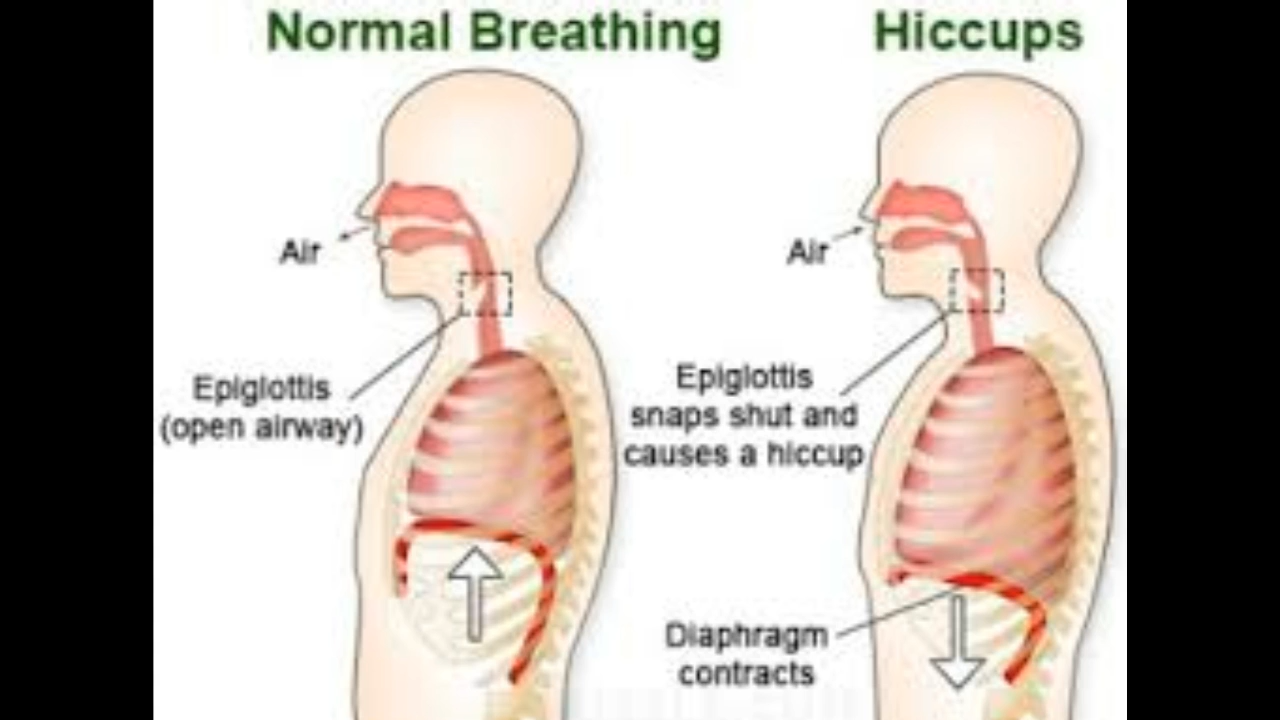 Normal Breathing
Hiccups
Air
Epiglottis
(open airway)
Air
Epiglottis
snaps shut and
causes a hiccup
Diaphragm
contracts